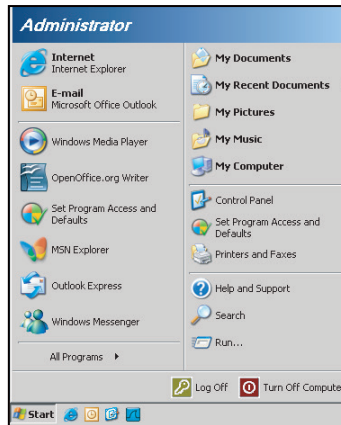 Administrator
Internet
Internet Explorer
E-mail
Microsoft Office Outlook
Windows Media Player
OpenOffice.org Writer
Set Program Access and
Defaults
MSN Explorer
Outlook Express
Windows Messenger
All Programs
My Documents
My Recent Documents
My Pictures
My Music
My Computer
Control Panel
Set Program Access and
Defaults
Printers and Faxes
Help and Support
Search
Run...
Log Off
Turn Off Compute
Start